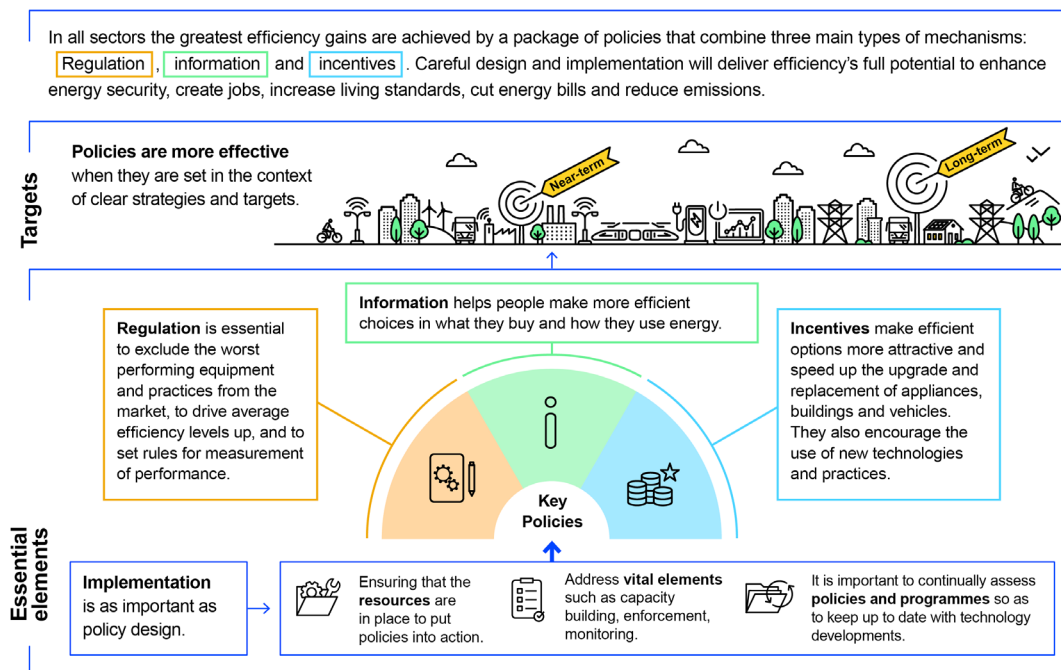 In all sectors the greatest efficiency gains are achieved by a package of policies that combine three main types of mechanisms:
Regulation , information and incentives . Careful design and implementation will deliver efficiency's full potential to enhance
energy security, create jobs, increase living standards, cut energy bills and reduce emissions.
Targets
Policies are more effective
when they are set in the context
of clear strategies and targets.
Near-term
Long-term
Essential
elements
Information helps people make more efficient
choices in what they buy and how they use energy.
Regulation is essential
to exclude the worst
performing equipment
and practices from the
market, to drive average
efficiency levels up, and to
set rules for measurement
of performance.
Incentives make efficient
options more attractive and
speed up the upgrade and
replacement of appliances,
buildings and vehicles.
They also encourage the
use of new technologies
and practices.
i
Key
Policies
Implementation
is as important as
policy design.
Ensuring that the
resources are
in place to put
policies into action.
Address vital elements
such as capacity
building, enforcement,
monitoring.
It is important to continually assess
policies and programmes so as
to keep up to date with technology
developments.